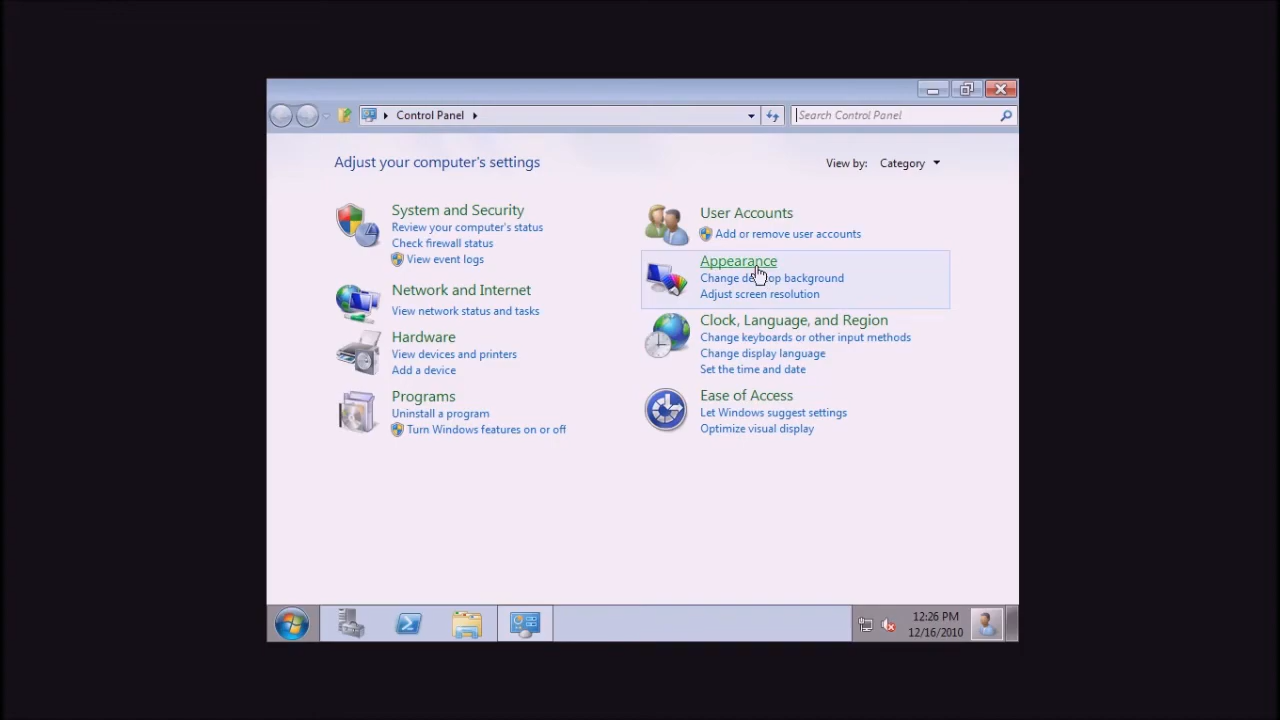 Control Panel
Search Control Panel
Adjust your computer's settings
View by: Category
System and Security
Review your computer's status
Check firewall status
View event logs
Network and Internet
View network status and tasks
Hardware
View devices and printers
Add a device
Programs
Uninstall a program
Turn Windows features on or off
User Accounts
Add or remove user accounts
Appearance
Change desktop background
Adjust screen resolution
Clock, Language, and Region
Change keyboards or other input methods
Change display language
Set the time and date
Ease of Access
Let Windows suggest settings
Optimize visual display
12:26 PM
12/16/2010